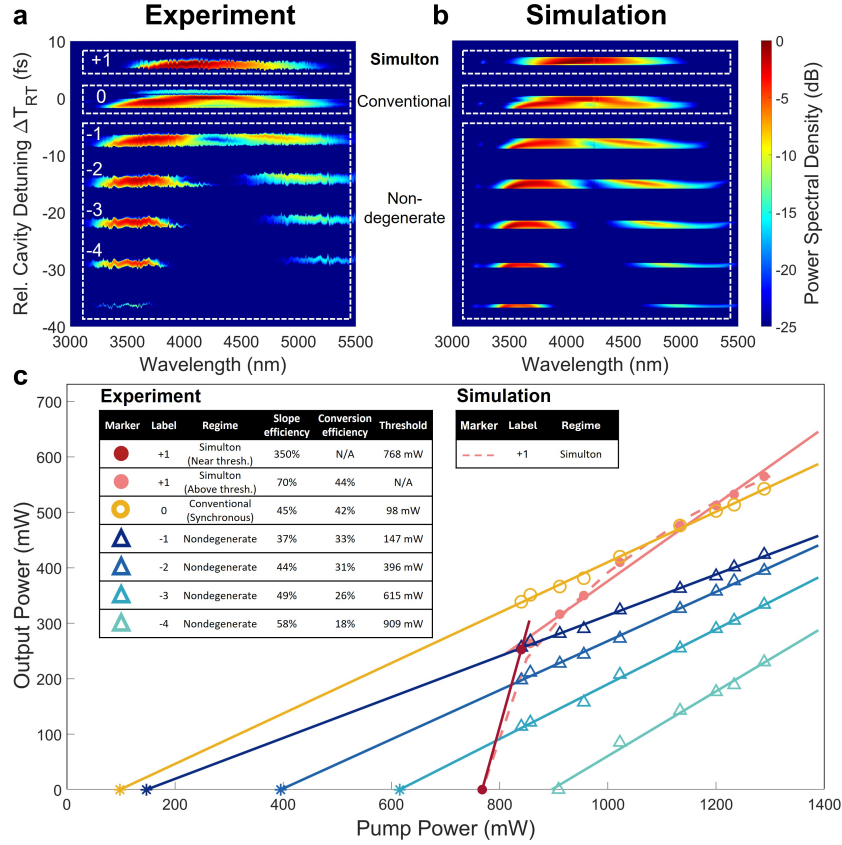 a Experiment
b Simulation
Rel. Cavity Detuning ΔT_RT (fs)
10
0
-10
-20
-30
-40
+1
0
-1
-2
-3
-4
3000 3500 4000 4500 5000 5500
Wavelength (nm)
Simulton
Conventional
Non-
degenerate
3000 3500 4000 4500 5000 5500
Wavelength (nm)
0
-5
-10
-15
-20
-25
Power Spectral Density (dB)
c
Output Power (mW)
700
600
500
400
300
200
100
0
0 200 400 600 800 1000 1200 1400
Pump Power (mW)
Experiment
Marker Label Regime Slope efficiency Conversion efficiency Threshold
+1 Simulton (Near thresh.) 350% N/A 768 mW
+1 Simulton (Above thresh.) 70% 44% N/A
0 Conventional (Synchronous) 45% 42% 98 mW
-1 Nondegenerate 37% 33% 147 mW
-2 Nondegenerate 44% 31% 396 mW
-3 Nondegenerate 49% 26% 615 mW
-4 Nondegenerate 58% 18% 909 mW
Simulation
Marker Label Regime
+1 Simulton